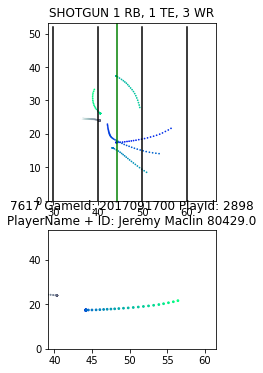 SHOTGUN 1 RB, 1 TE, 3 WR
50
40
30
20
10
0
30 40 50 60
7617 GameId: 2017091700 PlayId: 2898
PlayerName + ID: Jeremy Maclin 80429.0
40
20
0
40 45 50 55 60